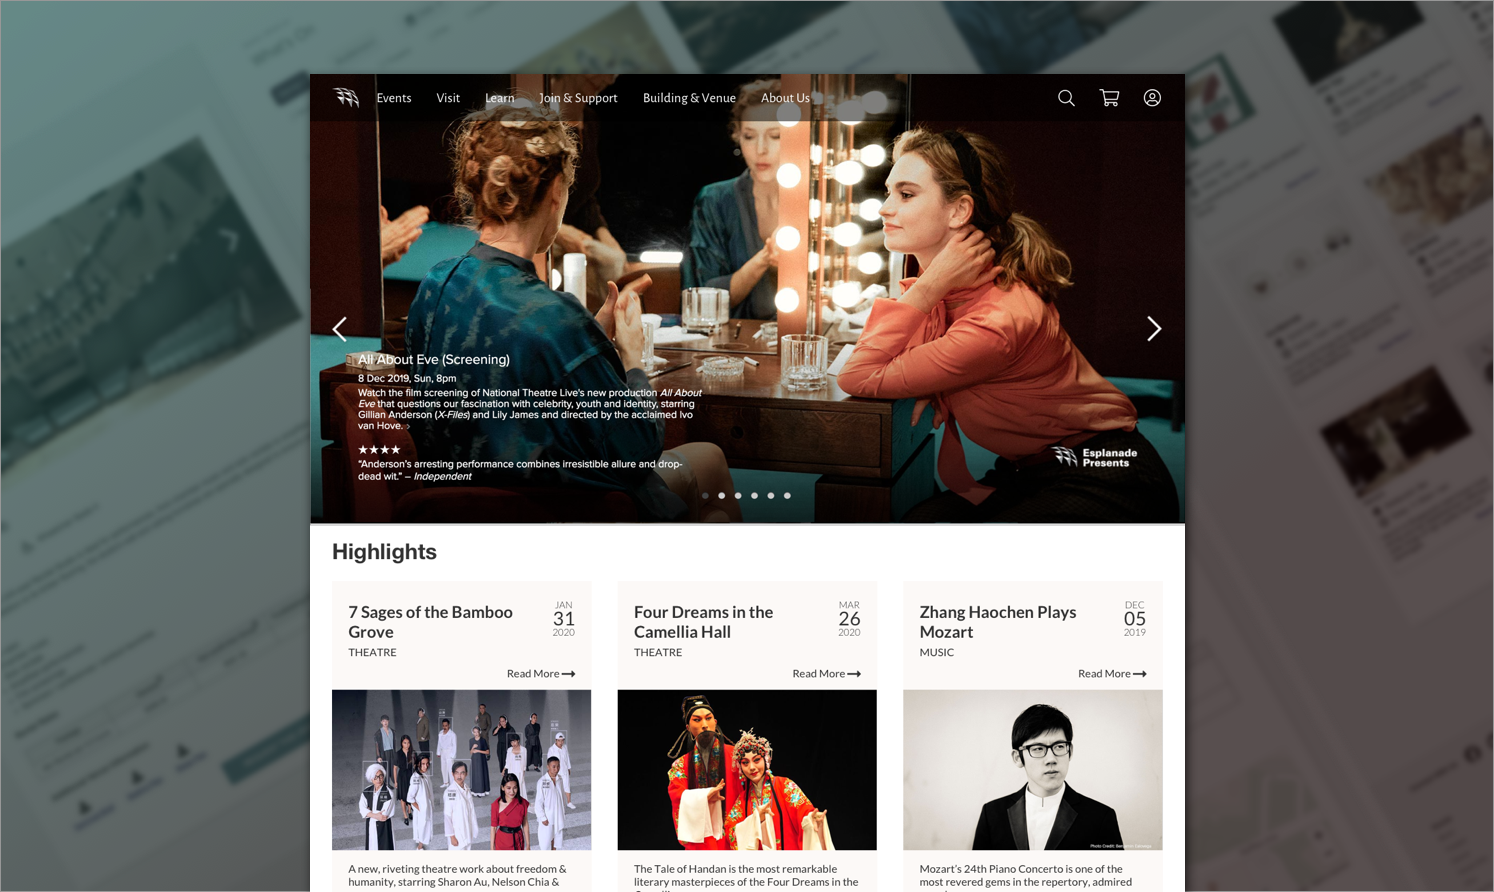 Events Visit Learn Join & Support Building & Venue About Us
All About Eve (Screening)
8 Dec 2019, Sun, 8pm
Watch the film screening of National Theatre Live's new production All About
Eve that questions our fascination with celebrity, youth and identity, starring
Gillian Anderson (X-Files) and Lily James and directed by the acclaimed Ivo
van Hove. ›
★★★★
"Anderson's arresting performance combines irresistible allure and drop-
dead wit." – Independent
Esplanade
Presents
Highlights
7 Sages of the Bamboo
Grove
THEATRE
JAN
31
2020
Read More
A new, riveting theatre work about freedom &
humanity, starring Sharon Au, Nelson Chia &
Four Dreams in the
Camellia Hall
THEATRE
MAR
26
2020
Read More
The Tale of Handan is the most remarkable
literary masterpieces of the Four Dreams in the
Zhang Haochen Plays
Mozart
MUSIC
DEC
05
2019
Read More
Mozart's 24th Piano Concerto is one of the
most revered gems in the repertory, admired